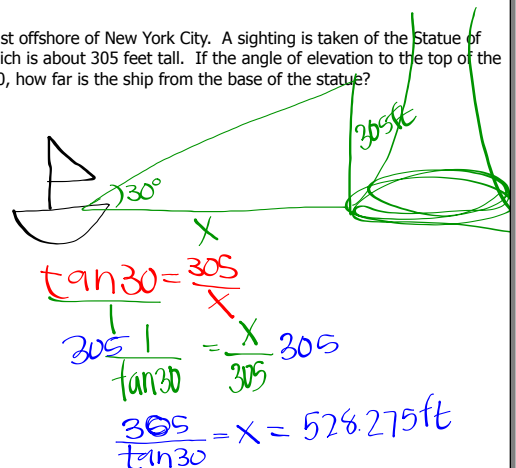 st offshore of New York City. A sighting is taken of the Statue of
ich is about 305 feet tall. If the angle of elevation to the top of the
0, how far is the ship from the base of the statue?
305ft
30°
x
tan30 = 305/x
305 1/tan30 = x/305 305
305/tan30 = x = 528.275ft